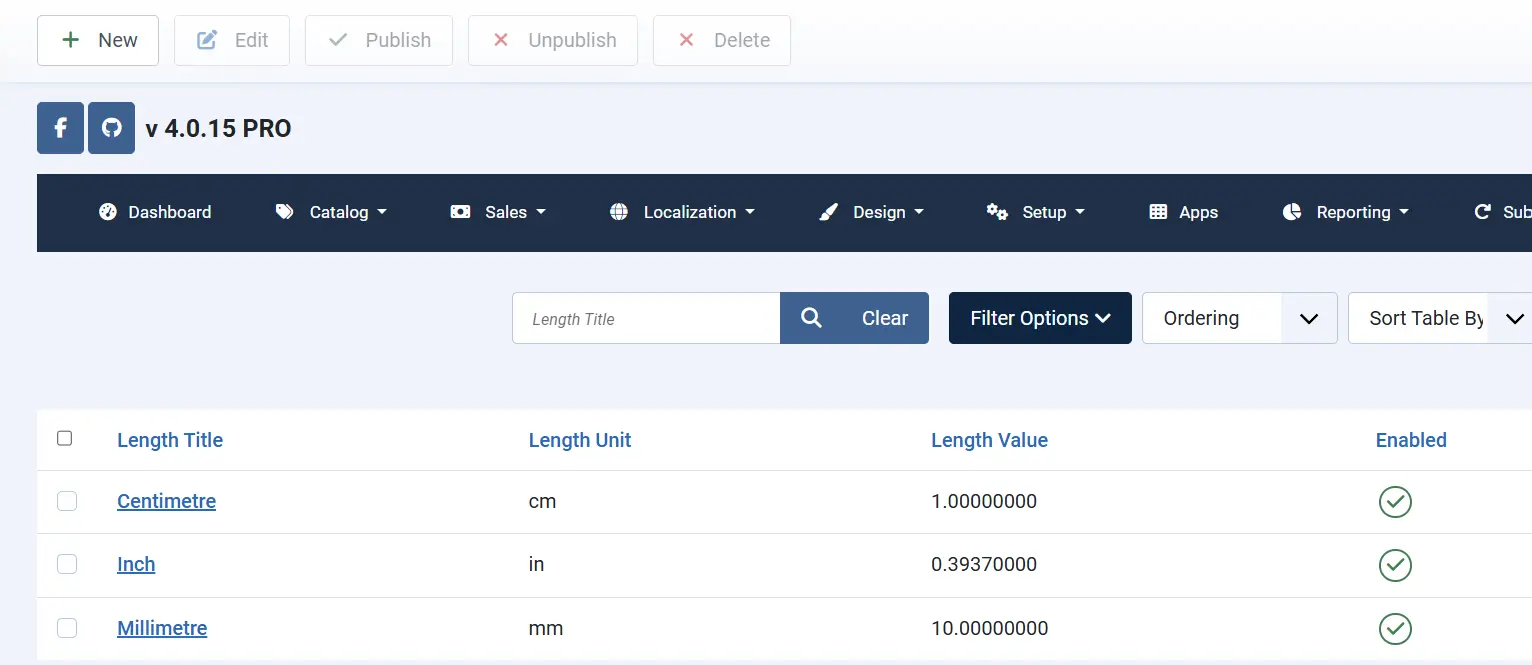 New Edit Publish Unpublish Delete
v 4.0.15 PRO
Dashboard Catalog Sales Localization Design Setup Apps Reporting Sub
Length Title Clear Filter Options Ordering Sort Table By
Length Title Length Unit Length Value Enabled
Centimetre cm 1.00000000
Inch in 0.39370000
Millimetre mm 10.00000000